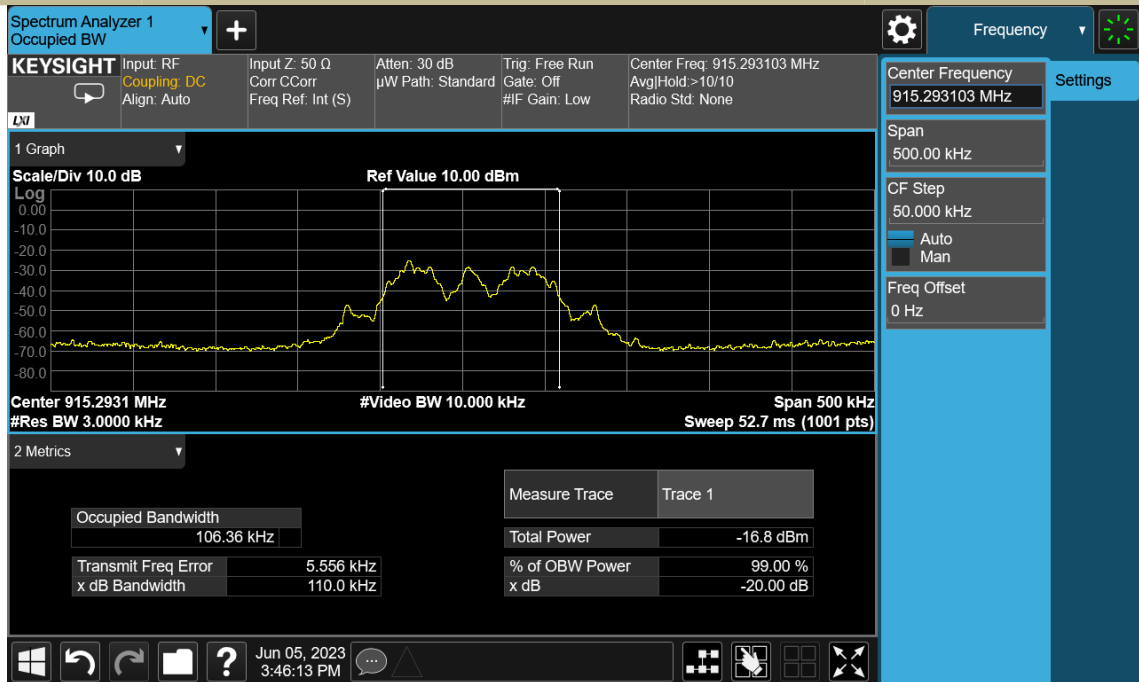 Spectrum Analyzer 1
Occupied BW
+
Frequency
KEYSIGHT
LXI
Input: RF
Coupling: DC
Align: Auto
Input Z: 50 Ω
Corr CCorr
Freq Ref: Int (S)
Atten: 30 dB
µW Path: Standard
Trig: Free Run
Gate: Off
#IF Gain: Low
Center Freq: 915.293103 MHz
Avg|Hold:>10/10
Radio Std: None
Center Frequency
915.293103 MHz
Settings
Span
500.00 kHz
CF Step
50.000 kHz
Auto
Man
Freq Offset
0 Hz
1 Graph
Scale/Div 10.0 dB
Ref Value 10.00 dBm
Log
0.00
-10.0
-20.0
-30.0
-40.0
-50.0
-60.0
-70.0
-80.0
Center 915.2931 MHz
#Video BW 10.000 kHz
Span 500 kHz
#Res BW 3.0000 kHz
Sweep 52.7 ms (1001 pts)
2 Metrics
Measure Trace Trace 1
Occupied Bandwidth
106.36 kHz
Total Power -16.8 dBm
Transmit Freq Error 5.556 kHz
% of OBW Power 99.00 %
x dB Bandwidth 110.0 kHz
x dB -20.00 dB
?
Jun 05, 2023
3:46:13 PM